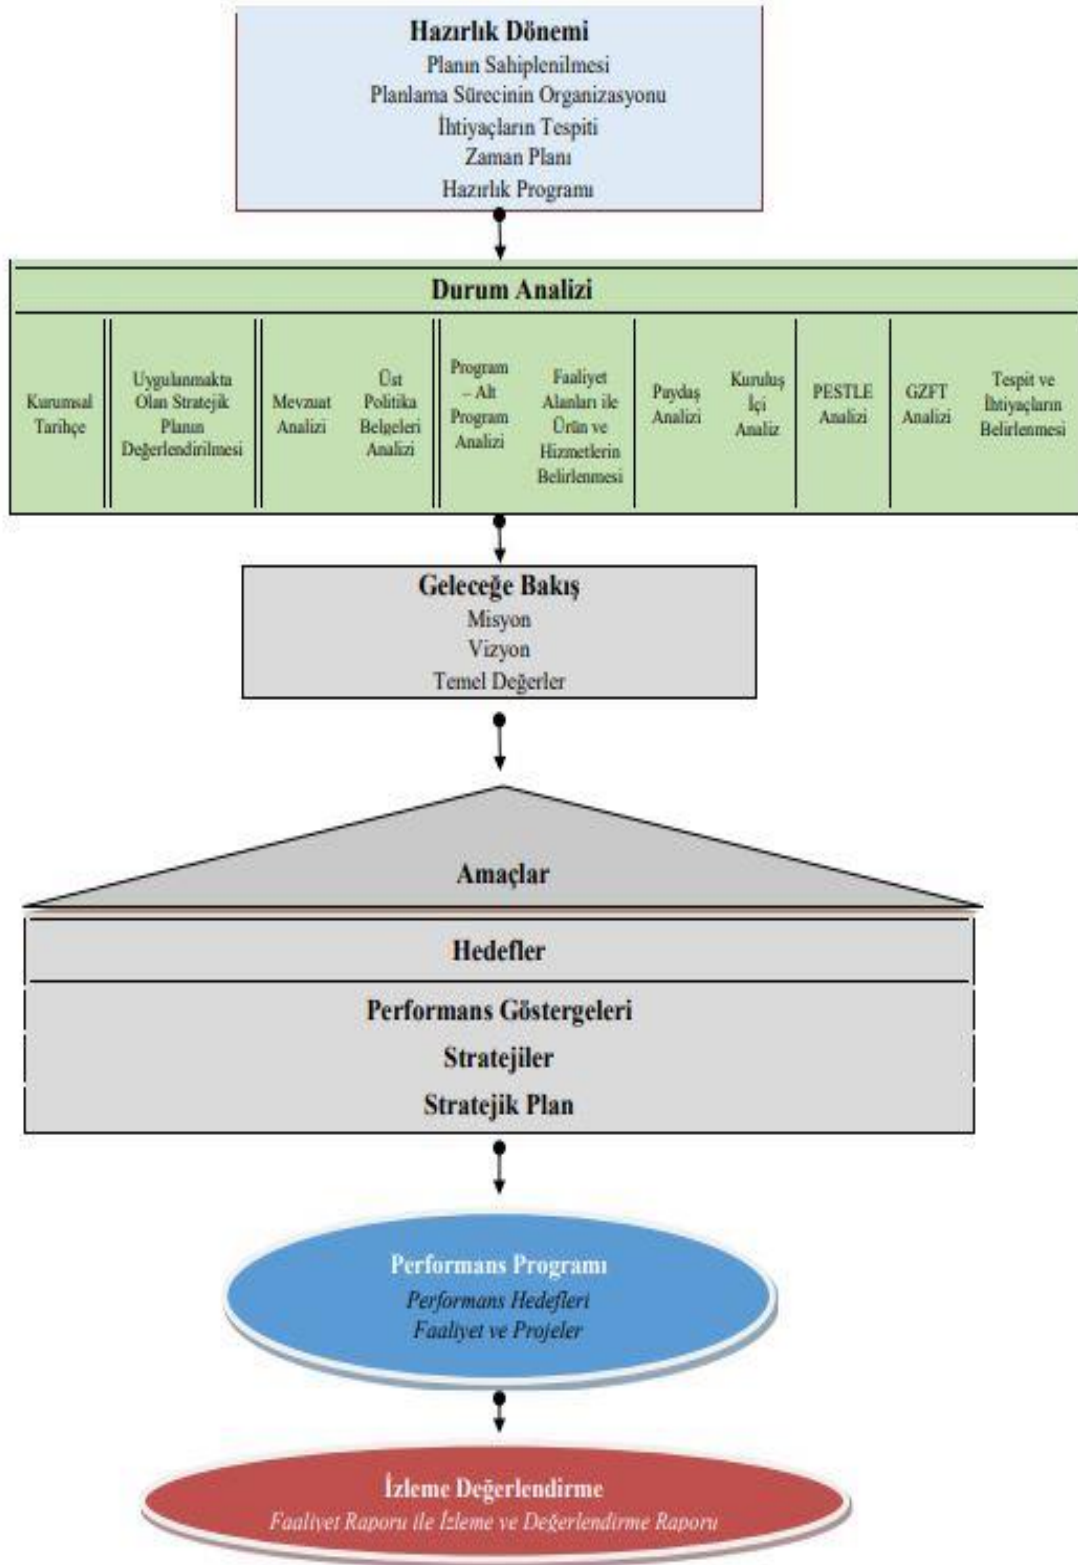 Hazırlık Dönemi
Planın Sahiplenilmesi
Planlama Sürecinin Organizasyonu
İhtiyaçların Tespiti
Zaman Planı
Hazırlık Programı
Durum Analizi
Kurumsal
Tarihçe
Uygulanmakta
Olan Stratejik
Planın
Değerlendirilmesi
Mevzuat
Analizi
Üst
Politika
Belgeleri
Analizi
Program
– Alt
Program
Analizi
Faaliyet
Alanları ile
Ürün ve
Hizmetlerin
Belirlenmesi
Paydaş
Analizi
Kuruluş
İçi
Analiz
PESTLE
Analizi
GZFT
Analizi
Tespit ve
İhtiyaçların
Belirlenmesi
Geleceğe Bakış
Misyon
Vizyon
Temel Değerler
Amaçlar
Hedefler
Performans Göstergeleri
Stratejiler
Stratejik Plan
Performans Programı
Performans Hedefleri
Faaliyet ve Projeler
İzleme Değerlendirme
Faaliyet Raporu ile İzleme ve Değerlendirme Raporu